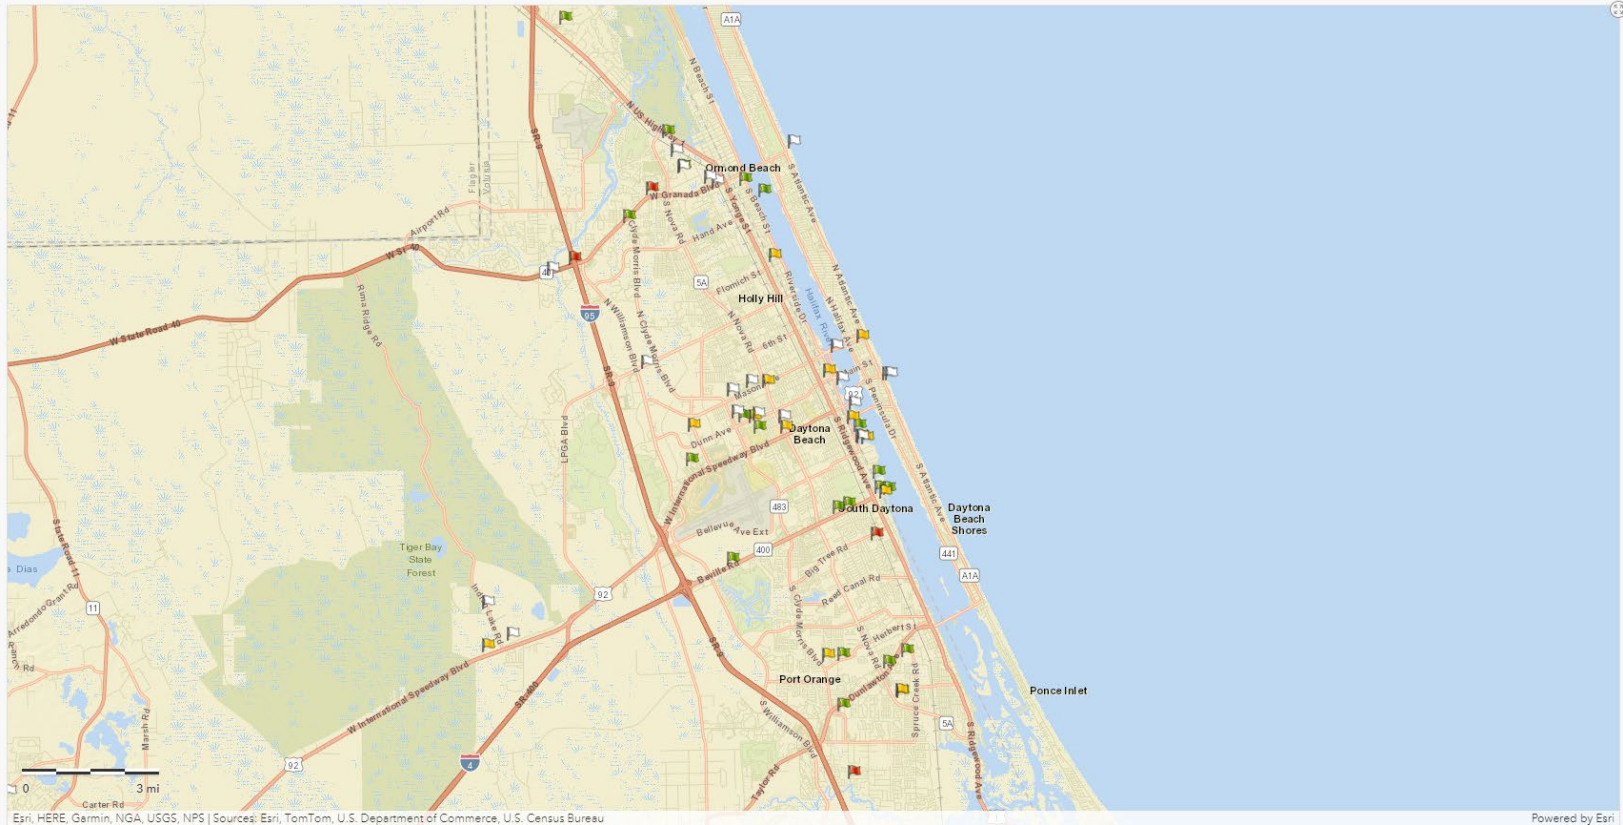 A1A
N Beach St
N US Highway 1
SR-9
Ormond Beach
W Granada Blvd
S Atlantic Ave
Flagler
Volusia
Airport Rd
S Nova Rd
S Yonge St
S Beach St
Hand Ave
W Sr 40
40
Clyde Morris Blvd
5A
Flomich St
Riverside Dr
N Atlantic Ave
Rima Ridge Rd
Holly Hill
Halifax River
N Halifax Ave
95
N Williamson Blvd
N Clyde Morris Blvd
N Nova Rd
6th St
W State Road 40
SR-9
Main St
92
S Peninsula Dr
LPGA Blvd
Dunn Ave
Daytona
Beach
W International Speedway Blvd
S Ridgewood Ave
S Atlantic Ave
483
South Daytona
Daytona
Beach
Shores
Bellevue Ave Ext
State Road 11
Tiger Bay
State
Forest
400
441
Big Tree Rd
Beville Rd
A1A
s Dias
Reed Canal Rd
92
11
Arredondo Grant Rd
Indian Lake Rd
S Clyde Morris Blvd
Herbert St
S Nova Rd
SR-9
Port Orange
Dunlawton Ave
Spruce Creek Rd
Ponce Inlet
W International Speedway Blvd
SR-400
S Williamson Blvd
5A
Marsh Rd
S Ridgewood Ave
92
4
Taylor Rd
0
3 mi
Carter Rd
1
Esri, HERE, Garmin, NGA, USGS, NPS | Sources: Esri, TomTom, U.S. Department of Commerce, U.S. Census Bureau
Powered by Esri